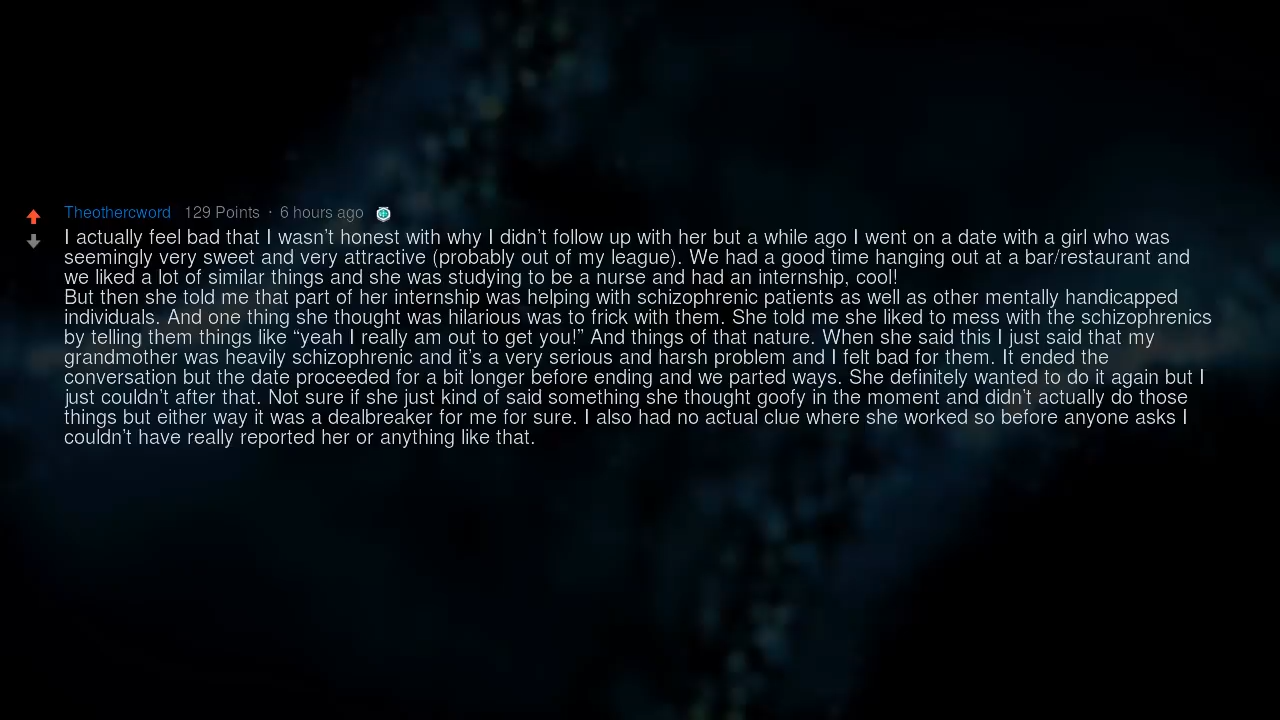 Theothercword 129 Points · 6 hours ago
I actually feel bad that I wasn't honest with why I didn't follow up with her but a while ago I went on a date with a girl who was
seemingly very sweet and very attractive (probably out of my league). We had a good time hanging out at a bar/restaurant and
we liked a lot of similar things and she was studying to be a nurse and had an internship, cool!
But then she told me that part of her internship was helping with schizophrenic patients as well as other mentally handicapped
individuals. And one thing she thought was hilarious was to frick with them. She told me she liked to mess with the schizophrenics
by telling them things like “yeah I really am out to get you!” And things of that nature. When she said this I just said that my
grandmother was heavily schizophrenic and it's a very serious and harsh problem and I felt bad for them. It ended the
conversation but the date proceeded for a bit longer before ending and we parted ways. She definitely wanted to do it again but I
just couldn't after that. Not sure if she just kind of said something she thought goofy in the moment and didn't actually do those
things but either way it was a dealbreaker for me for sure. I also had no actual clue where she worked so before anyone asks I
couldn't have really reported her or anything like that.